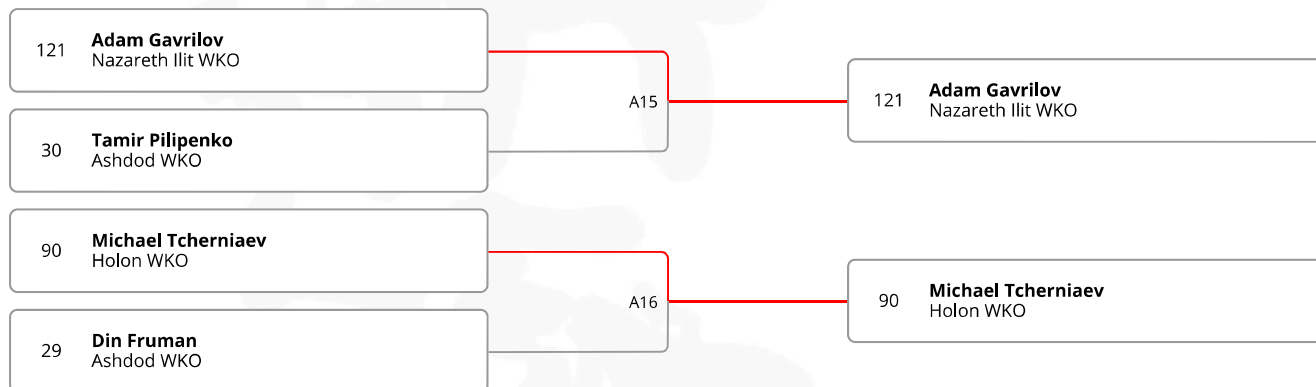 121
Adam Gavrilov
Nazareth Ilit WKO
30
Tamir Pilipenko
Ashdod WKO
A15
121
Adam Gavrilov
Nazareth Ilit WKO
90
Michael Tcherniaev
Holon WKO
29
Din Fruman
Ashdod WKO
A16
90
Michael Tcherniaev
Holon WKO